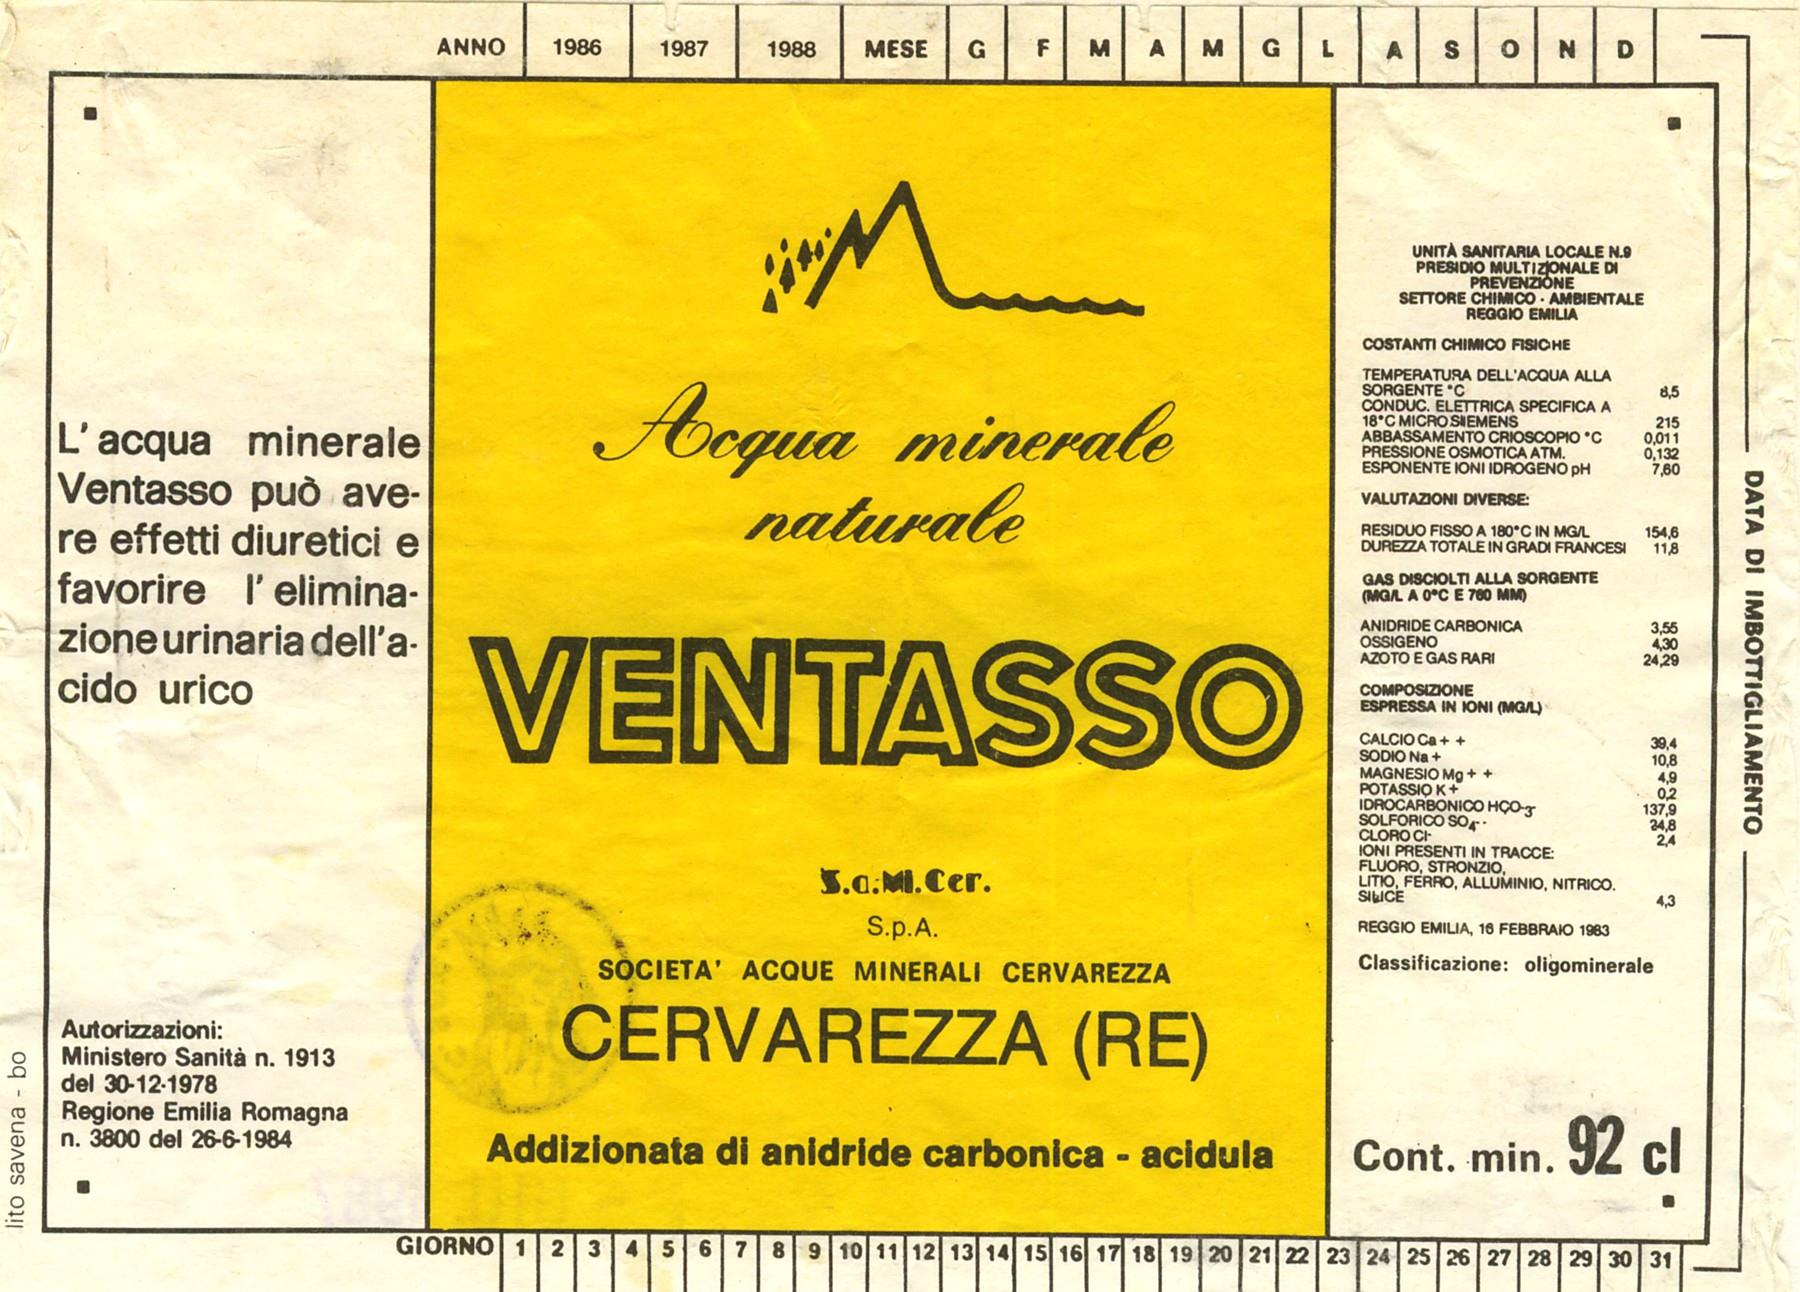 ANNO 1986 1987 1988 MESE G F M A M G L A S O N D
L'acqua minerale
Ventasso può ave-
re effetti diuretici e
favorire l'elimina-
zione urinaria dell'a-
cido urico
Autorizzazioni:
Ministero Sanità n. 1913
del 30-12-1978
Regione Emilia Romagna
n. 3800 del 26-6-1984
lito savena - bo
Acqua minerale
naturale
VENTASSO
S.a.Mi.Cer.
S.p.A.
SOCIETA' ACQUE MINERALI CERVAREZZA
CERVAREZZA (RE)
Addizionata di anidride carbonica - acidula
UNITÀ SANITARIA LOCALE N.9
PRESIDIO MULTIZIONALE DI
PREVENZIONE
SETTORE CHIMICO - AMBIENTALE
REGGIO EMILIA
COSTANTI CHIMICO FISICHE
TEMPERATURA DELL'ACQUA ALLA
SORGENTE °C 8,5
CONDUC. ELETTRICA SPECIFICA A
18°C MICRO SIEMENS 215
ABBASSAMENTO CRIOSCOPIO °C 0,011
PRESSIONE OSMOTICA ATM. 0,132
ESPONENTE IONI IDROGENO pH 7,60
VALUTAZIONI DIVERSE:
RESIDUO FISSO A 180°C IN MG/L 154,6
DUREZZA TOTALE IN GRADI FRANCESI 11,8
GAS DISCIOLTI ALLA SORGENTE
(MG/L A 0°C E 760 MM)
ANIDRIDE CARBONICA 3,55
OSSIGENO 4,30
AZOTO E GAS RARI 24,29
COMPOSIZIONE
ESPRESSA IN IONI (MG/L)
CALCIO Ca++ 39,4
SODIO Na+ 10,8
MAGNESIO Mg++ 4,9
POTASSIO K+ 0,2
IDROCARBONICO HCO-3- 137,9
SOLFORICO SO4-- 24,8
CLORO Cl- 2,4
IONI PRESENTI IN TRACCE:
FLUORO, STRONZIO,
LITIO, FERRO, ALLUMINIO, NITRICO.
SILICE 4,3
REGGIO EMILIA, 16 FEBBRAIO 1983
Classificazione: oligominerale
Cont. min. 92 cl
DATA DI IMBOTTIGLIAMENTO
GIORNO 1 2 3 4 5 6 7 8 9 10 11 12 13 14 15 16 17 18 19 20 21 22 23 24 25 26 27 28 29 30 31